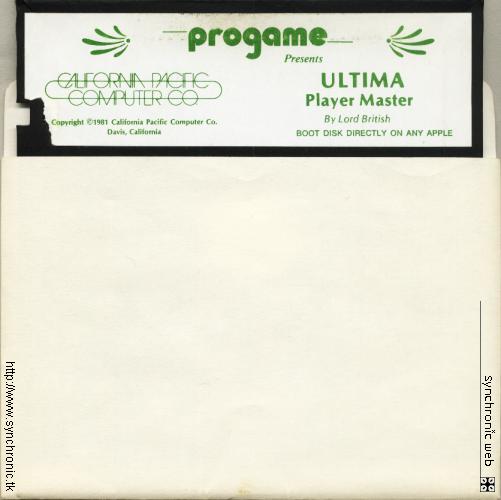 progame
Presents
CALIFORNIA PACIFIC
COMPUTER CO
Copyright ©1981 California Pacific Computer Co.
Davis, California
ULTIMA
Player Master
By Lord British
BOOT DISK DIRECTLY ON ANY APPLE
http://www.synchronic.tk
Synchronic web